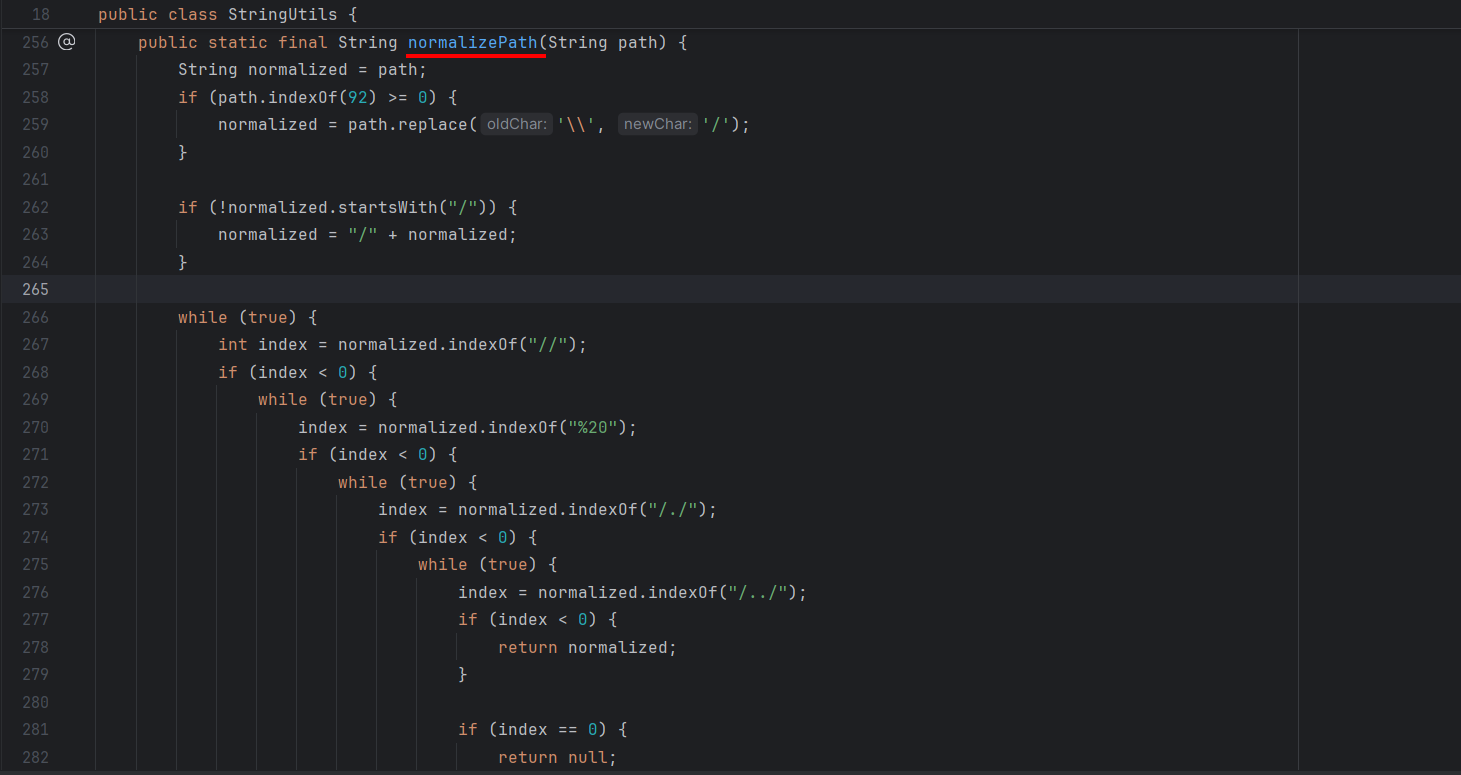 18 public class StringUtils {
256 @ public static final String normalizePath(String path) {
257 String normalized = path;
258 if (path.indexOf(92) >= 0) {
259 normalized = path.replace( oldChar: '\\', newChar: '/');
260 }
261
262 if (!normalized.startsWith("/")) {
263 normalized = "/" + normalized;
264 }
265
266 while (true) {
267 int index = normalized.indexOf("//");
268 if (index < 0) {
269 while (true) {
270 index = normalized.indexOf("%20");
271 if (index < 0) {
272 while (true) {
273 index = normalized.indexOf("/./");
274 if (index < 0) {
275 while (true) {
276 index = normalized.indexOf("/../");
277 if (index < 0) {
278 return normalized;
279 }
280
281 if (index == 0) {
282 return null;